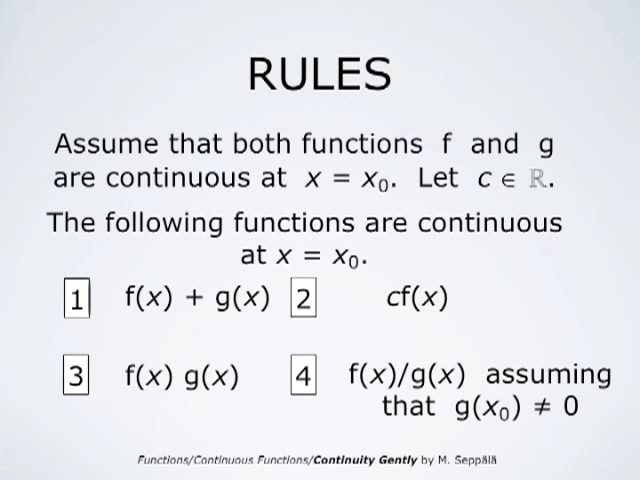 RULES
Assume that both functions f and g
are continuous at x = x₀. Let c ∈ ℝ.
The following functions are continuous
at x = x₀.
1 f(x) + g(x) 2 cf(x)
3 f(x) g(x) 4 f(x)/g(x) assuming
that g(x₀) ≠ 0
Functions/Continuous Functions/Continuity Gently by M. Seppälä